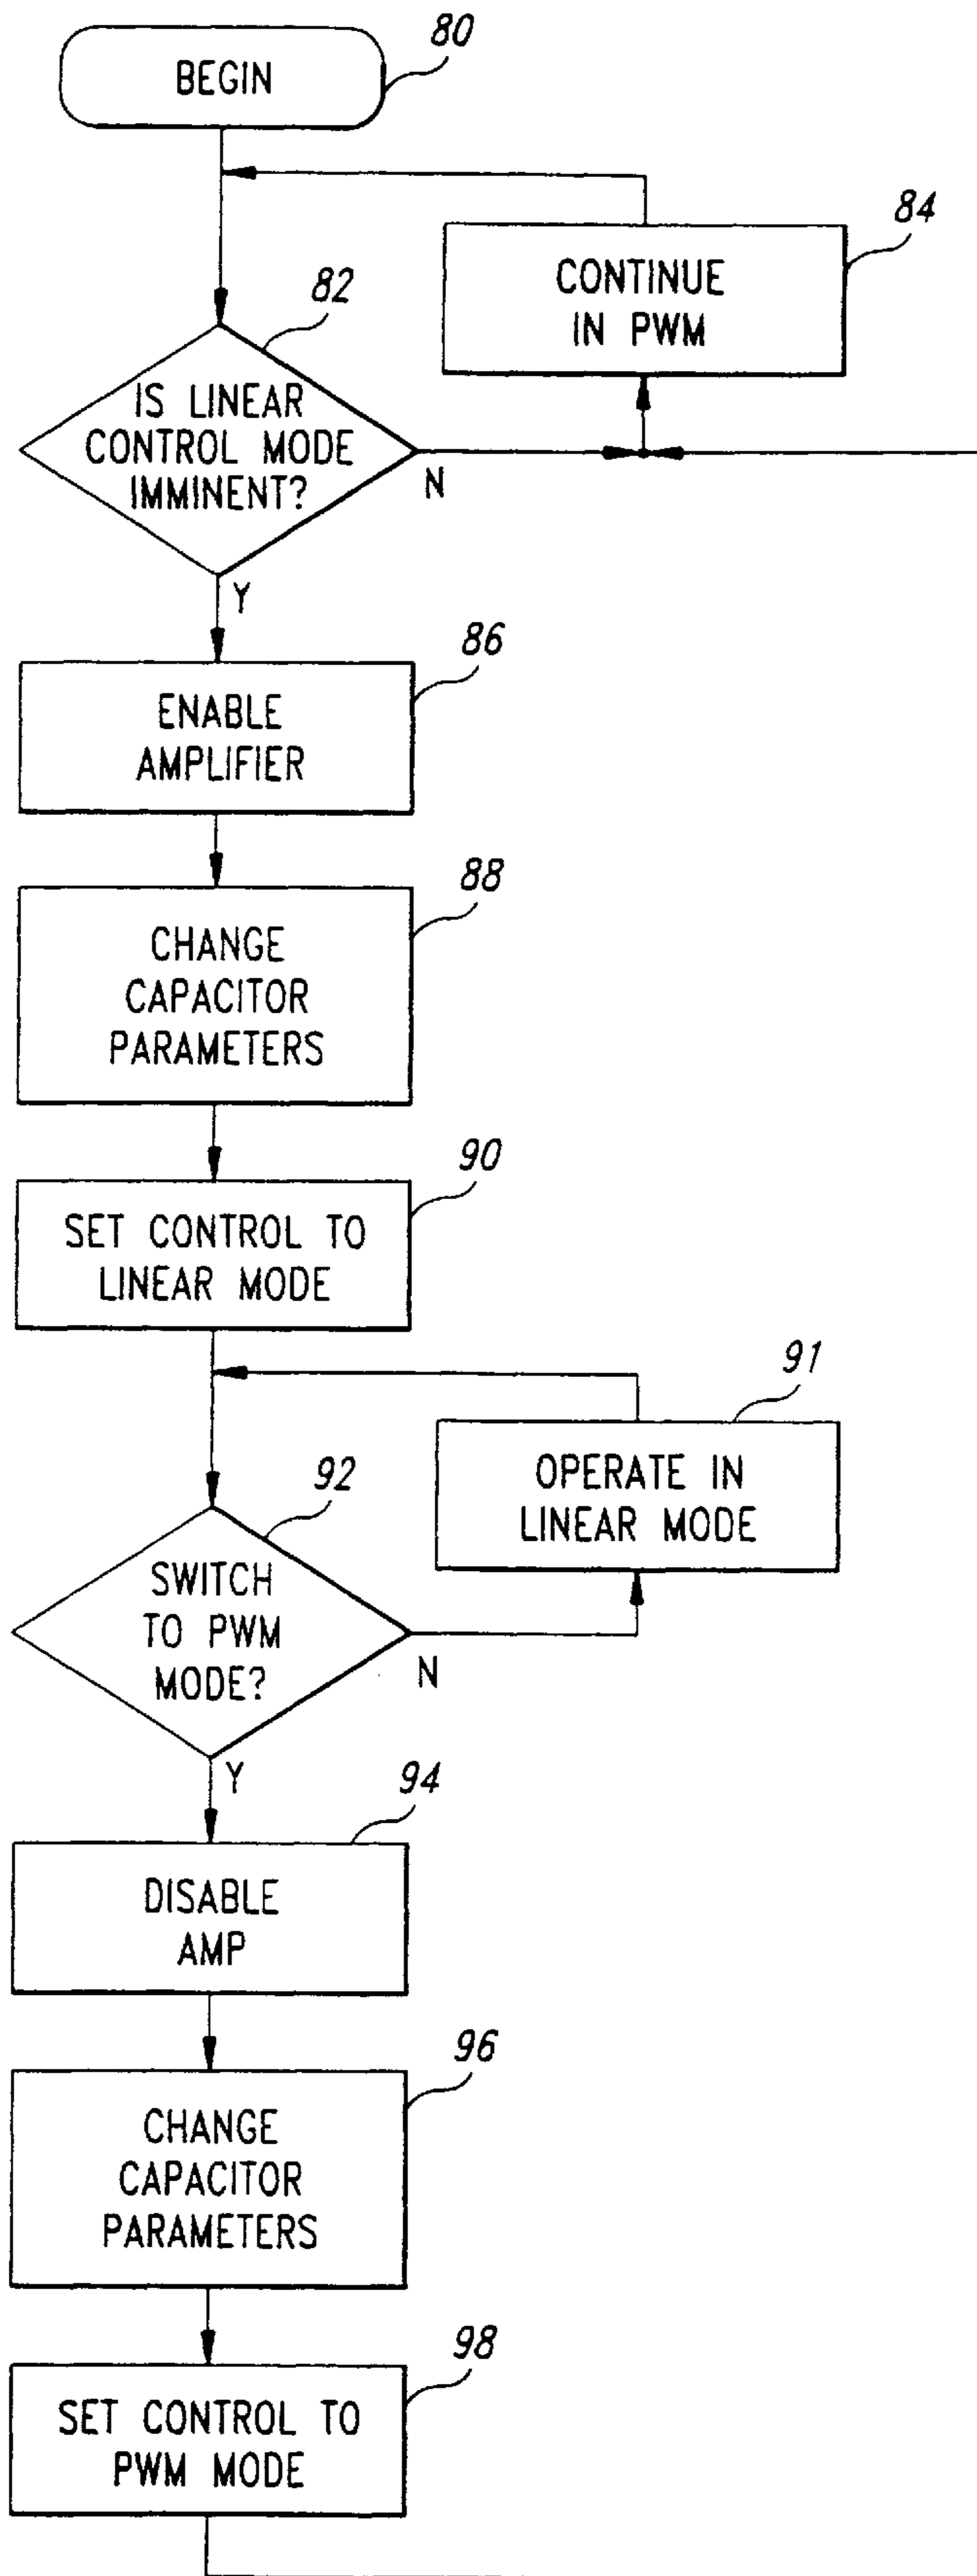 BEGIN
80
CONTINUE
IN PWM
84
82
IS LINEAR
CONTROL MODE
IMMINENT?
N
Y
86
ENABLE
AMPLIFIER
88
CHANGE
CAPACITOR
PARAMETERS
90
SET CONTROL TO
LINEAR MODE
91
OPERATE IN
LINEAR MODE
92
SWITCH
TO PWM
MODE?
N
Y
94
DISABLE
AMP
96
CHANGE
CAPACITOR
PARAMETERS
98
SET CONTROL TO
PWM MODE